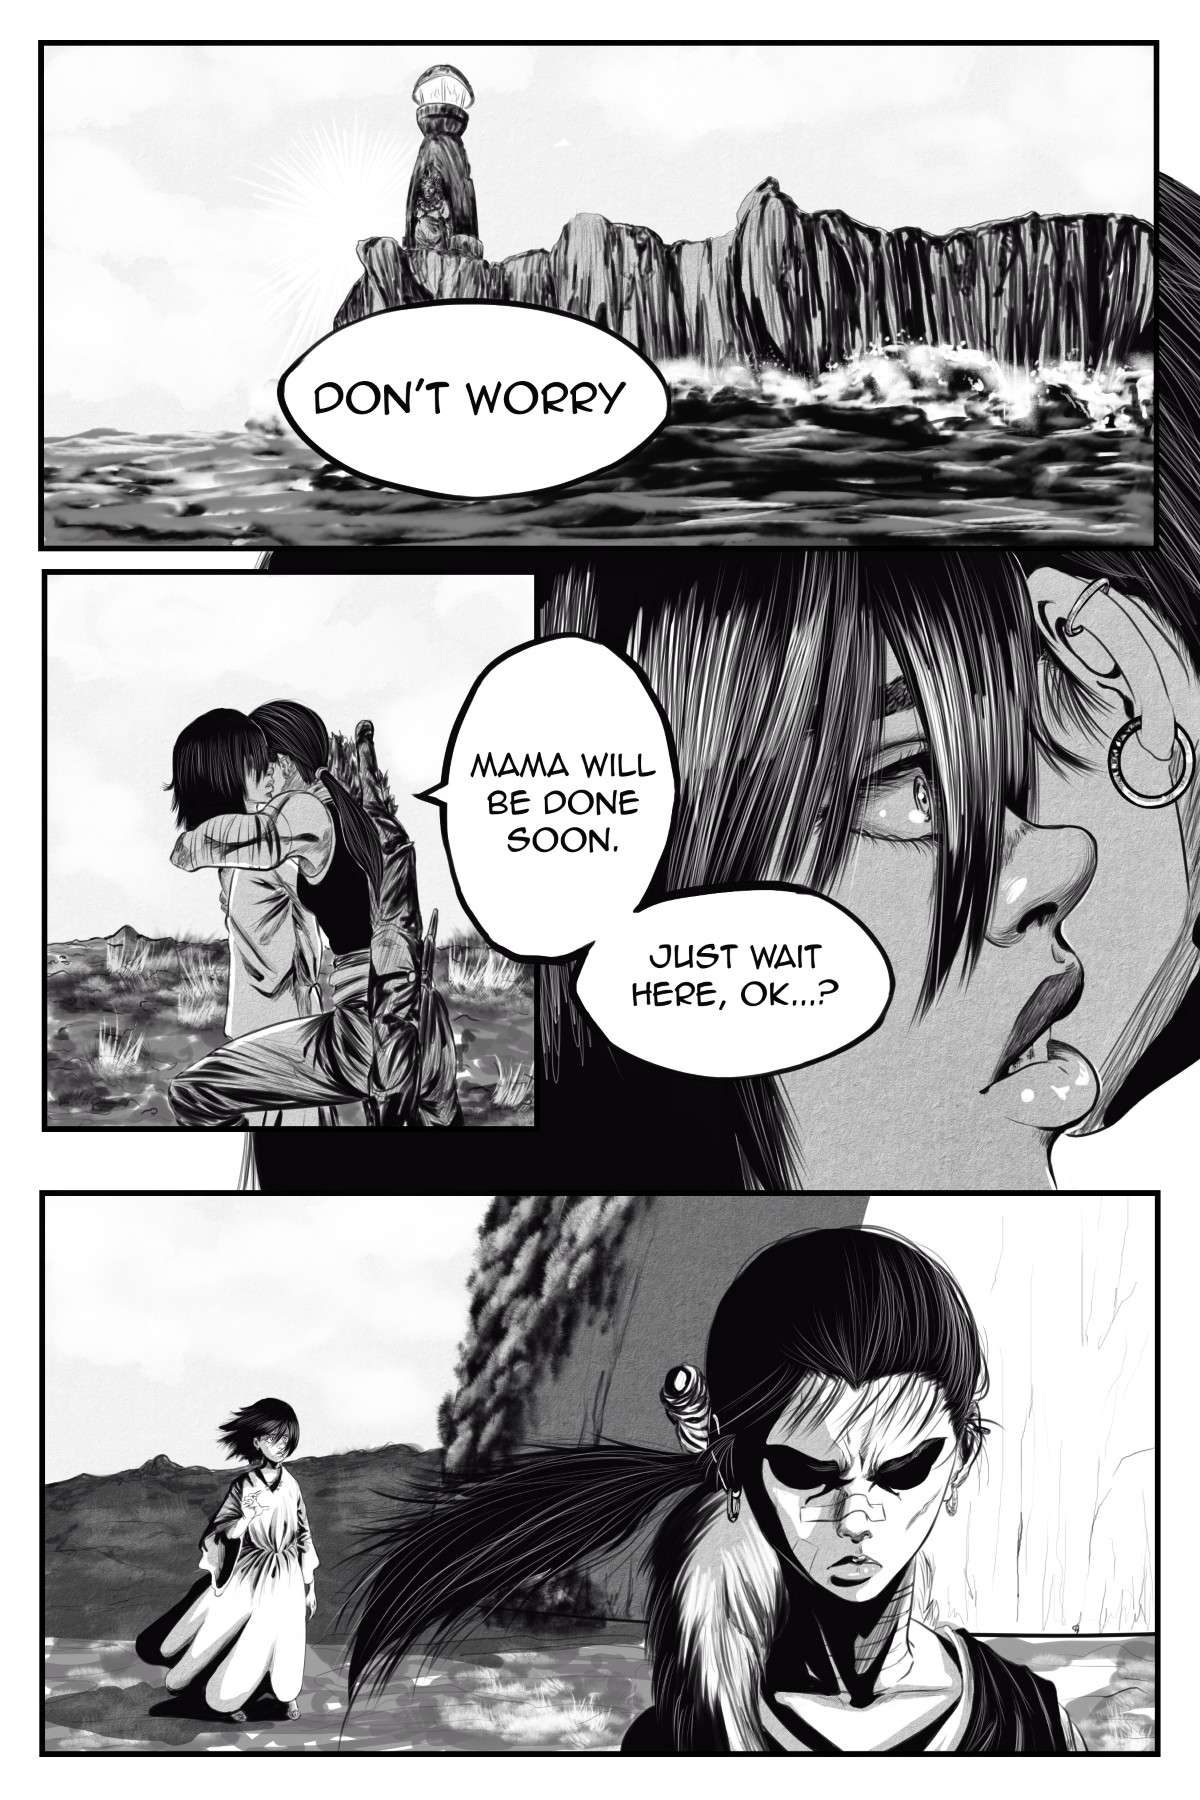 DON'T WORRY
MAMA WILL
BE DONE
SOON.
JUST WAIT
HERE, OK...?